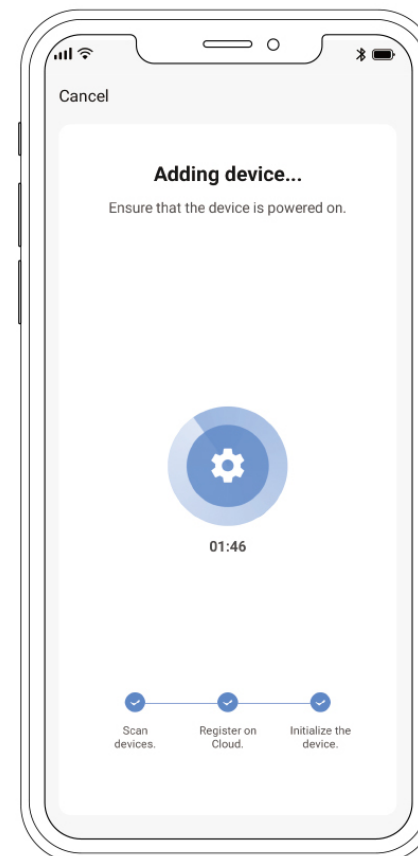 Cancel
Adding device...
Ensure that the device is powered on.
01:46
Scan
devices.
Register on
Cloud.
Initialize the
device.